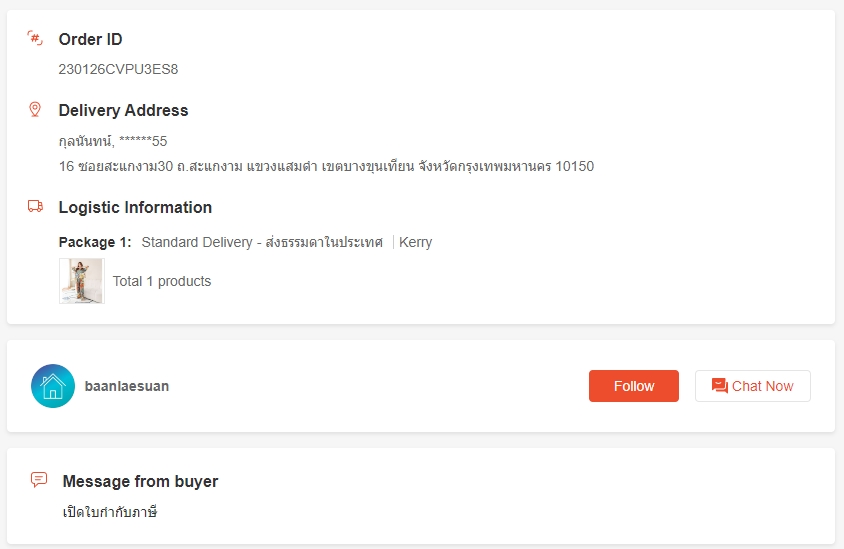 Order ID
230126CVPU3ES8
Delivery Address
กุลนันทน์, ******55
16 ซอยสะแกงาม30 ถ.สะแกงาม แขวงแสมดำ เขตบางขุนเทียน จังหวัดกรุงเทพมหานคร 10150
Logistic Information
Package 1: Standard Delivery - ส่งธรรมดาในประเทศ | Kerry
Total 1 products
baanlaesuan
Follow
Chat Now
Message from buyer
เปิดใบกำกับภาษี